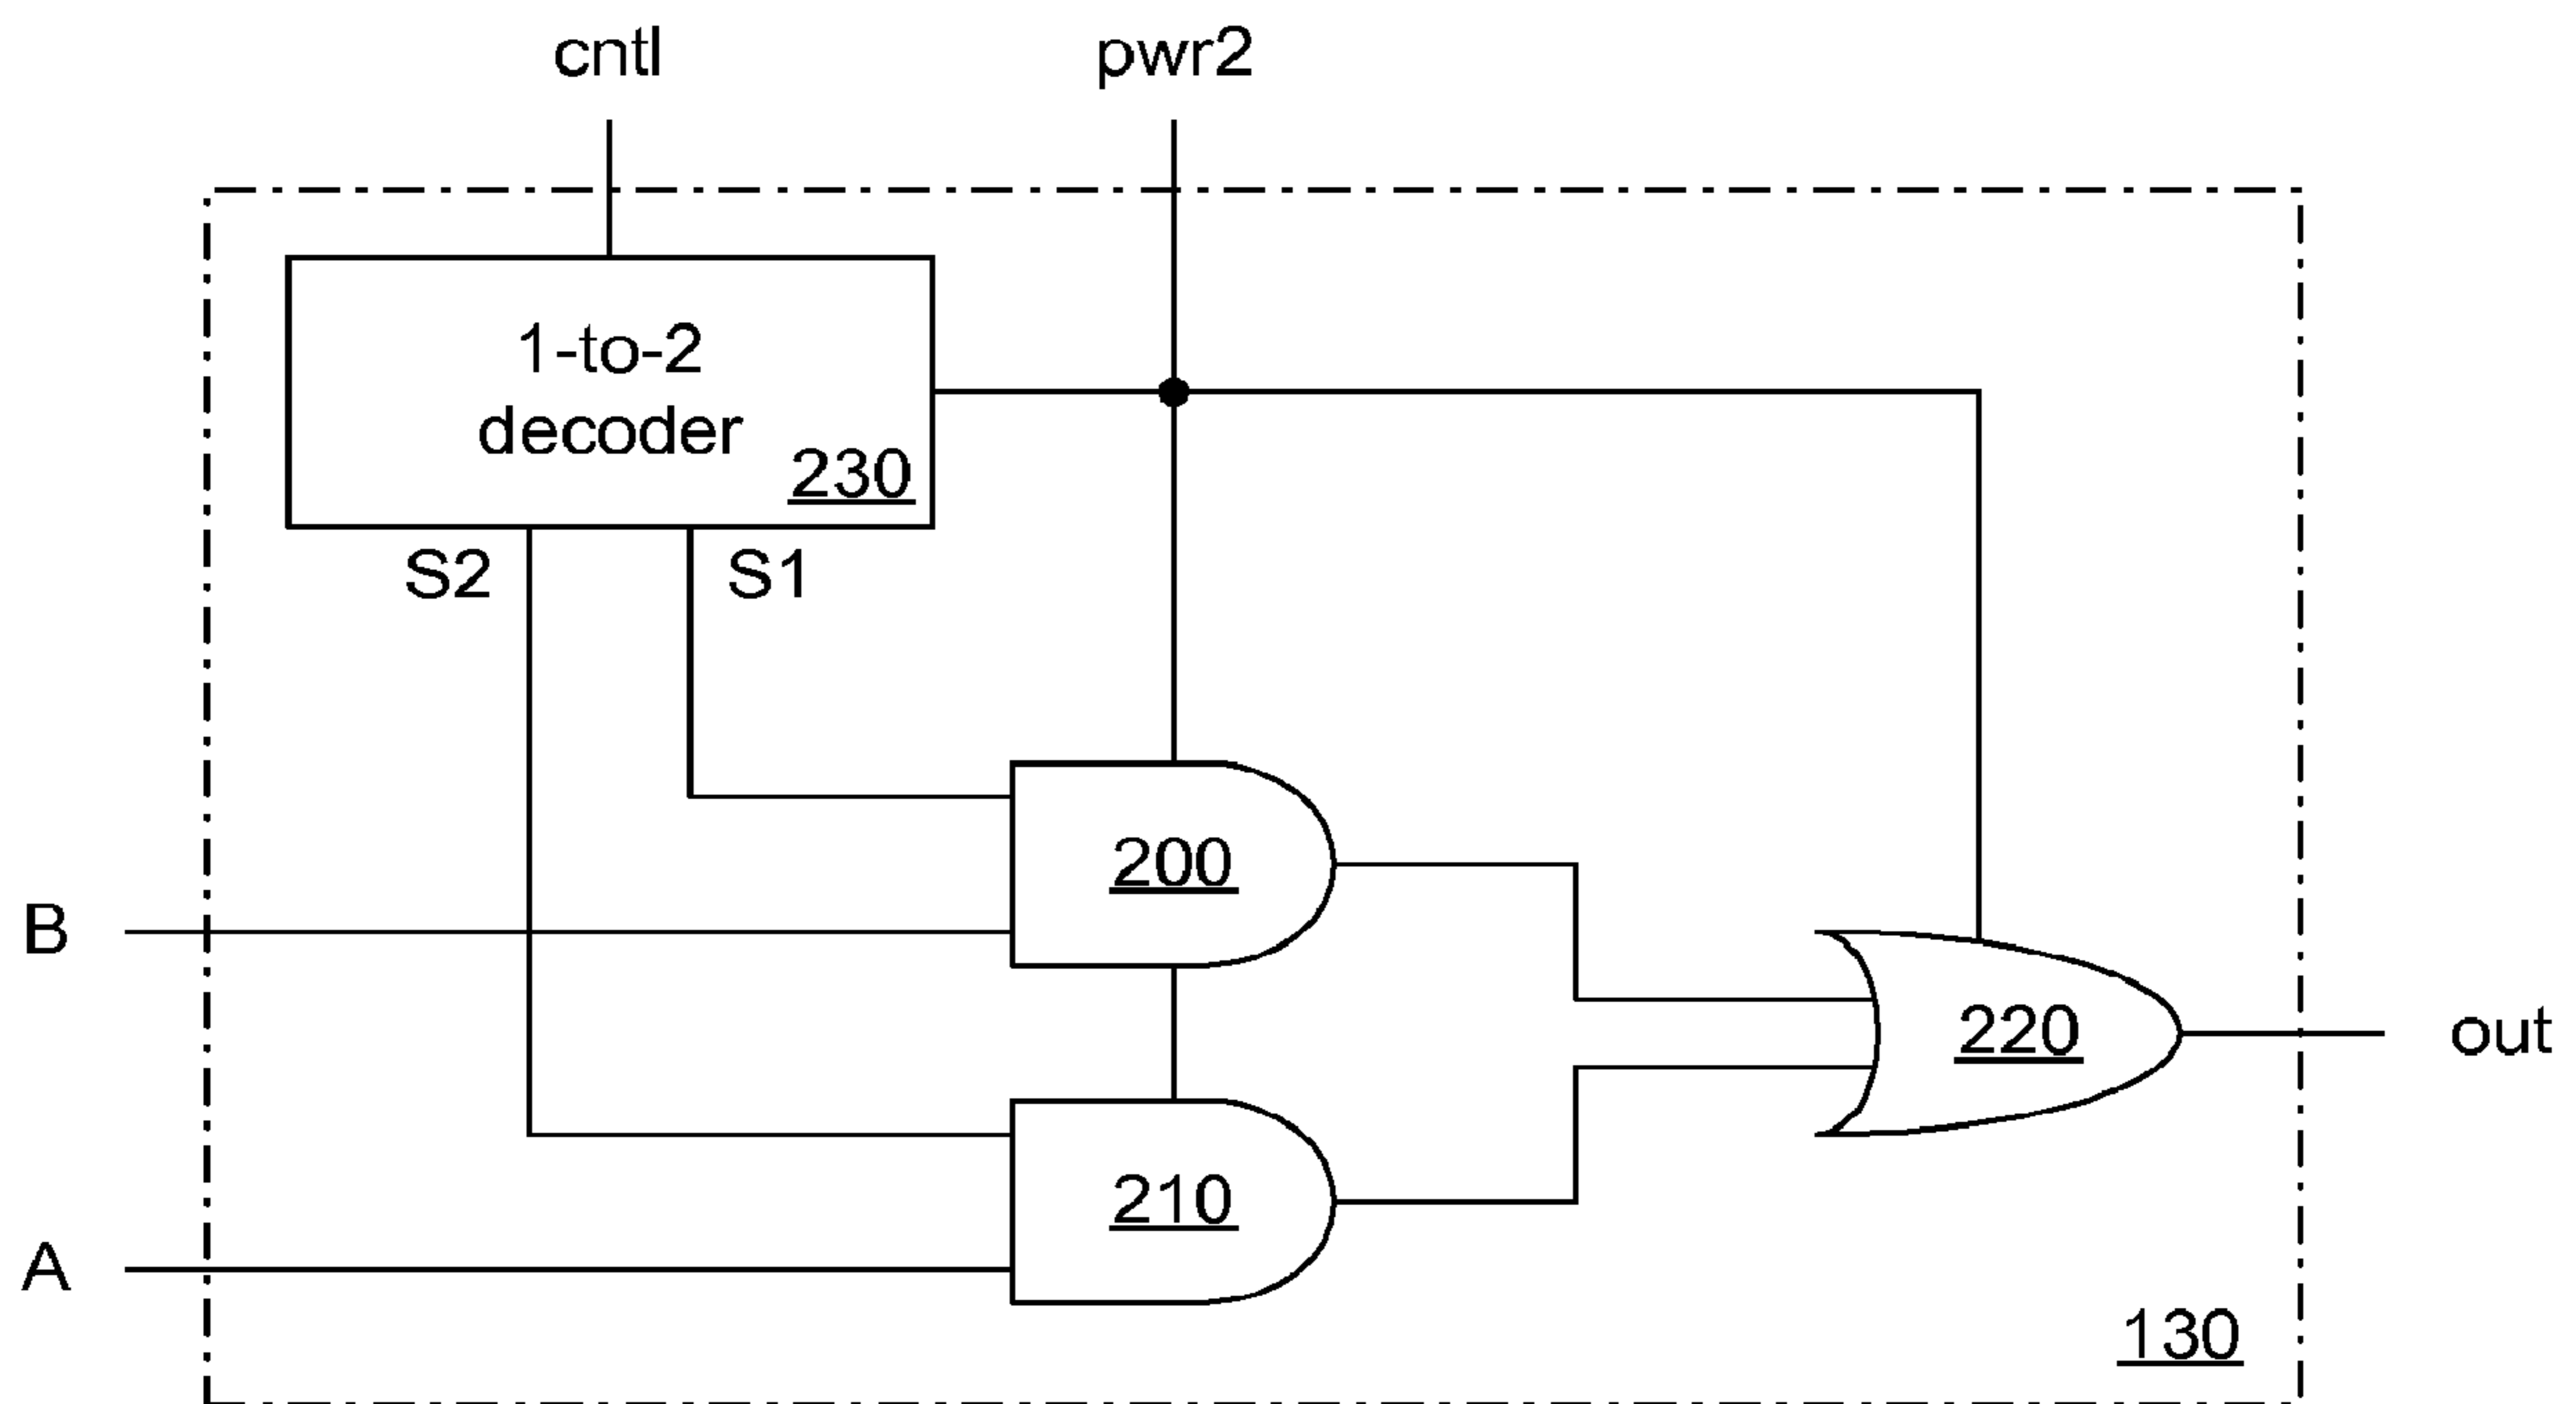 cntl
pwr2
1-to-2
decoder
230
S2
S1
200
B
220
out
210
A
130